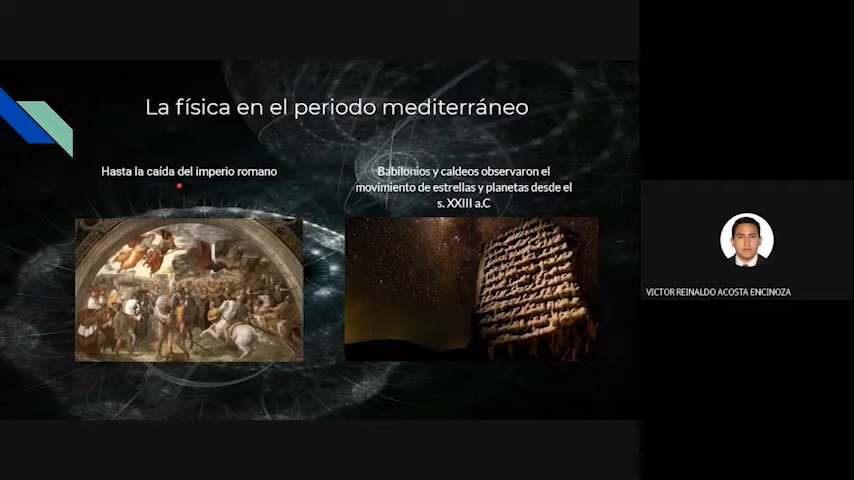 La física en el periodo mediterráneo
Hasta la caída del imperio romano
Babilonios y caldeos observaron el
movimiento de estrellas y planetas desde el
s. XXIII a.C
VICTOR REINALDO ACOSTA ENCINOZA